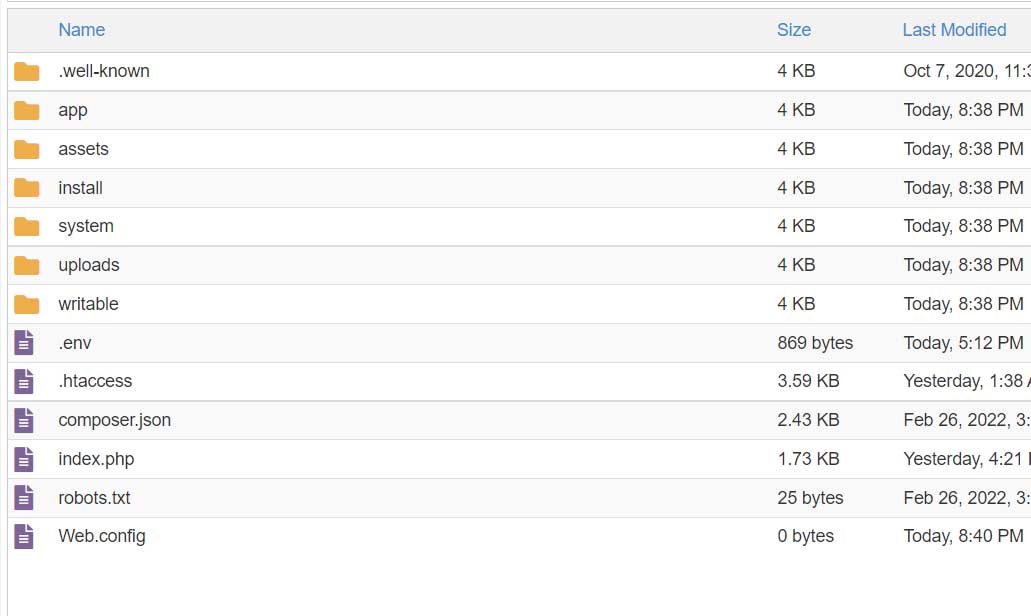 Name Size Last Modified
.well-known 4 KB Oct 7, 2020, 11:3
app 4 KB Today, 8:38 PM
assets 4 KB Today, 8:38 PM
install 4 KB Today, 8:38 PM
system 4 KB Today, 8:38 PM
uploads 4 KB Today, 8:38 PM
writable 4 KB Today, 8:38 PM
.env 869 bytes Today, 5:12 PM
.htaccess 3.59 KB Yesterday, 1:38
composer.json 2.43 KB Feb 26, 2022, 3:
index.php 1.73 KB Yesterday, 4:21
robots.txt 25 bytes Feb 26, 2022, 3:
Web.config 0 bytes Today, 8:40 PM